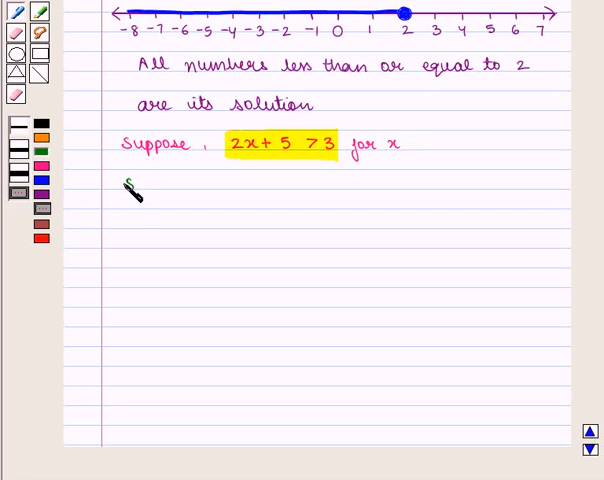 -8 -7 -6 -5 -4 -3 -2 -1 0 1 2 3 4 5 6 7
All numbers less than or equal to 2
are its solution
Suppose, 2x + 5 > 3 for x
S